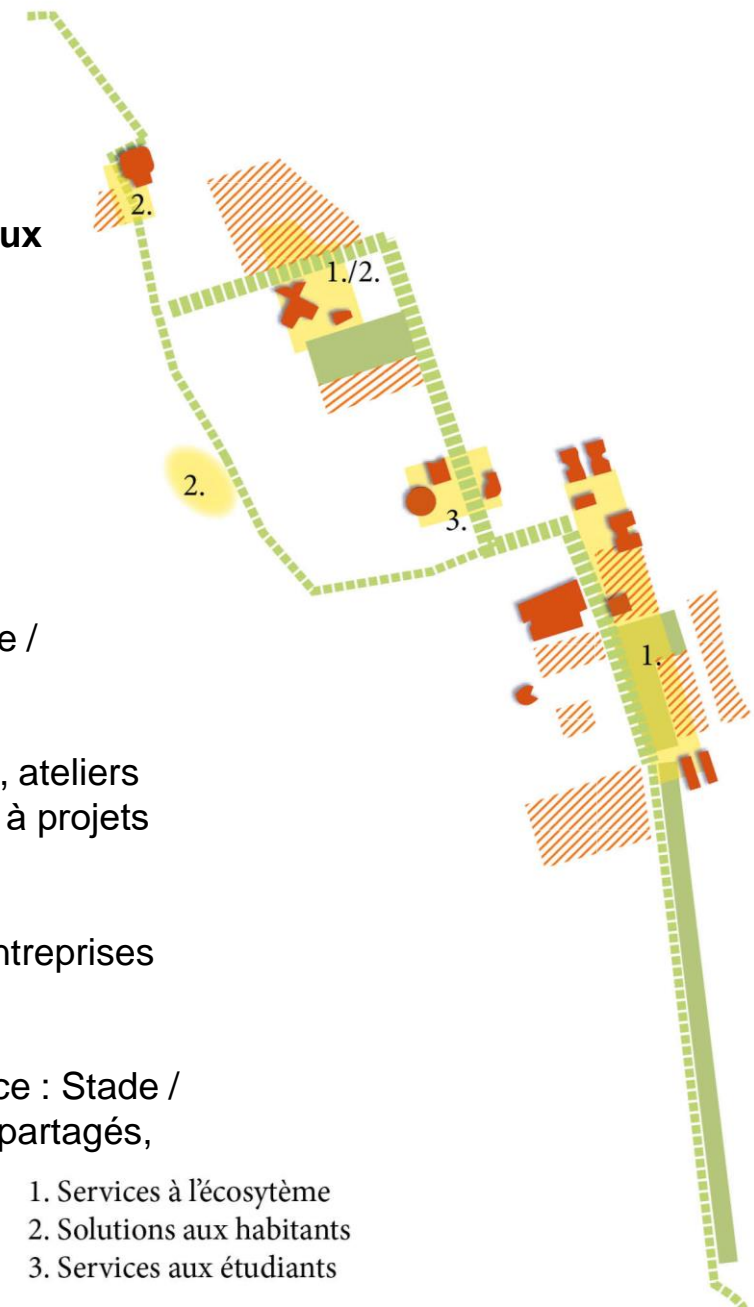 2.
ux
1./2.
2.
3.
e /
1.
, ateliers
à projets
ntreprises
ce : Stade /
partagés,
1. Services à l'écosytème
2. Solutions aux habitants
3. Services aux étudiants